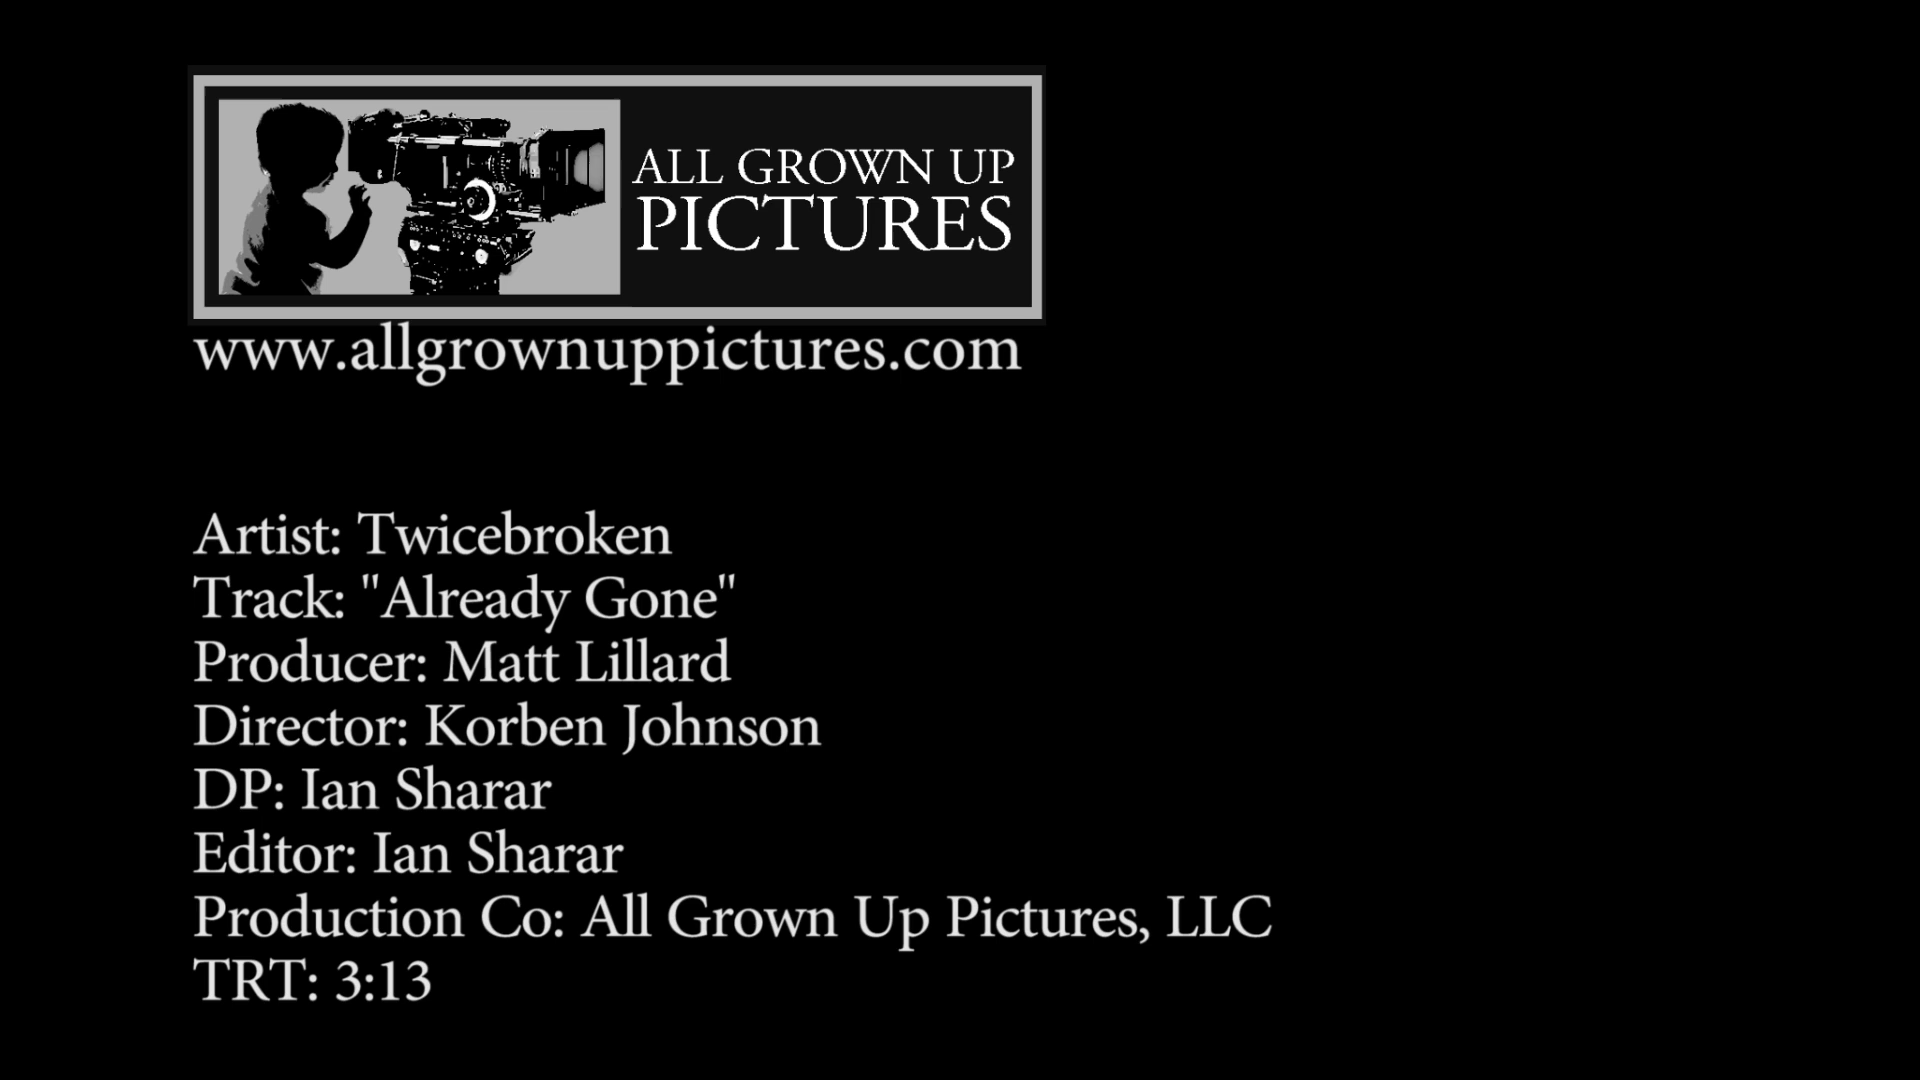 ALL GROWN UP
PICTURES
www.allgrownuppictures.com
Artist: Twicebroken
Track: "Already Gone"
Producer: Matt Lillard
Director: Korben Johnson
DP: Ian Sharar
Editor: Ian Sharar
Production Co: All Grown Up Pictures, LLC
TRT: 3:13